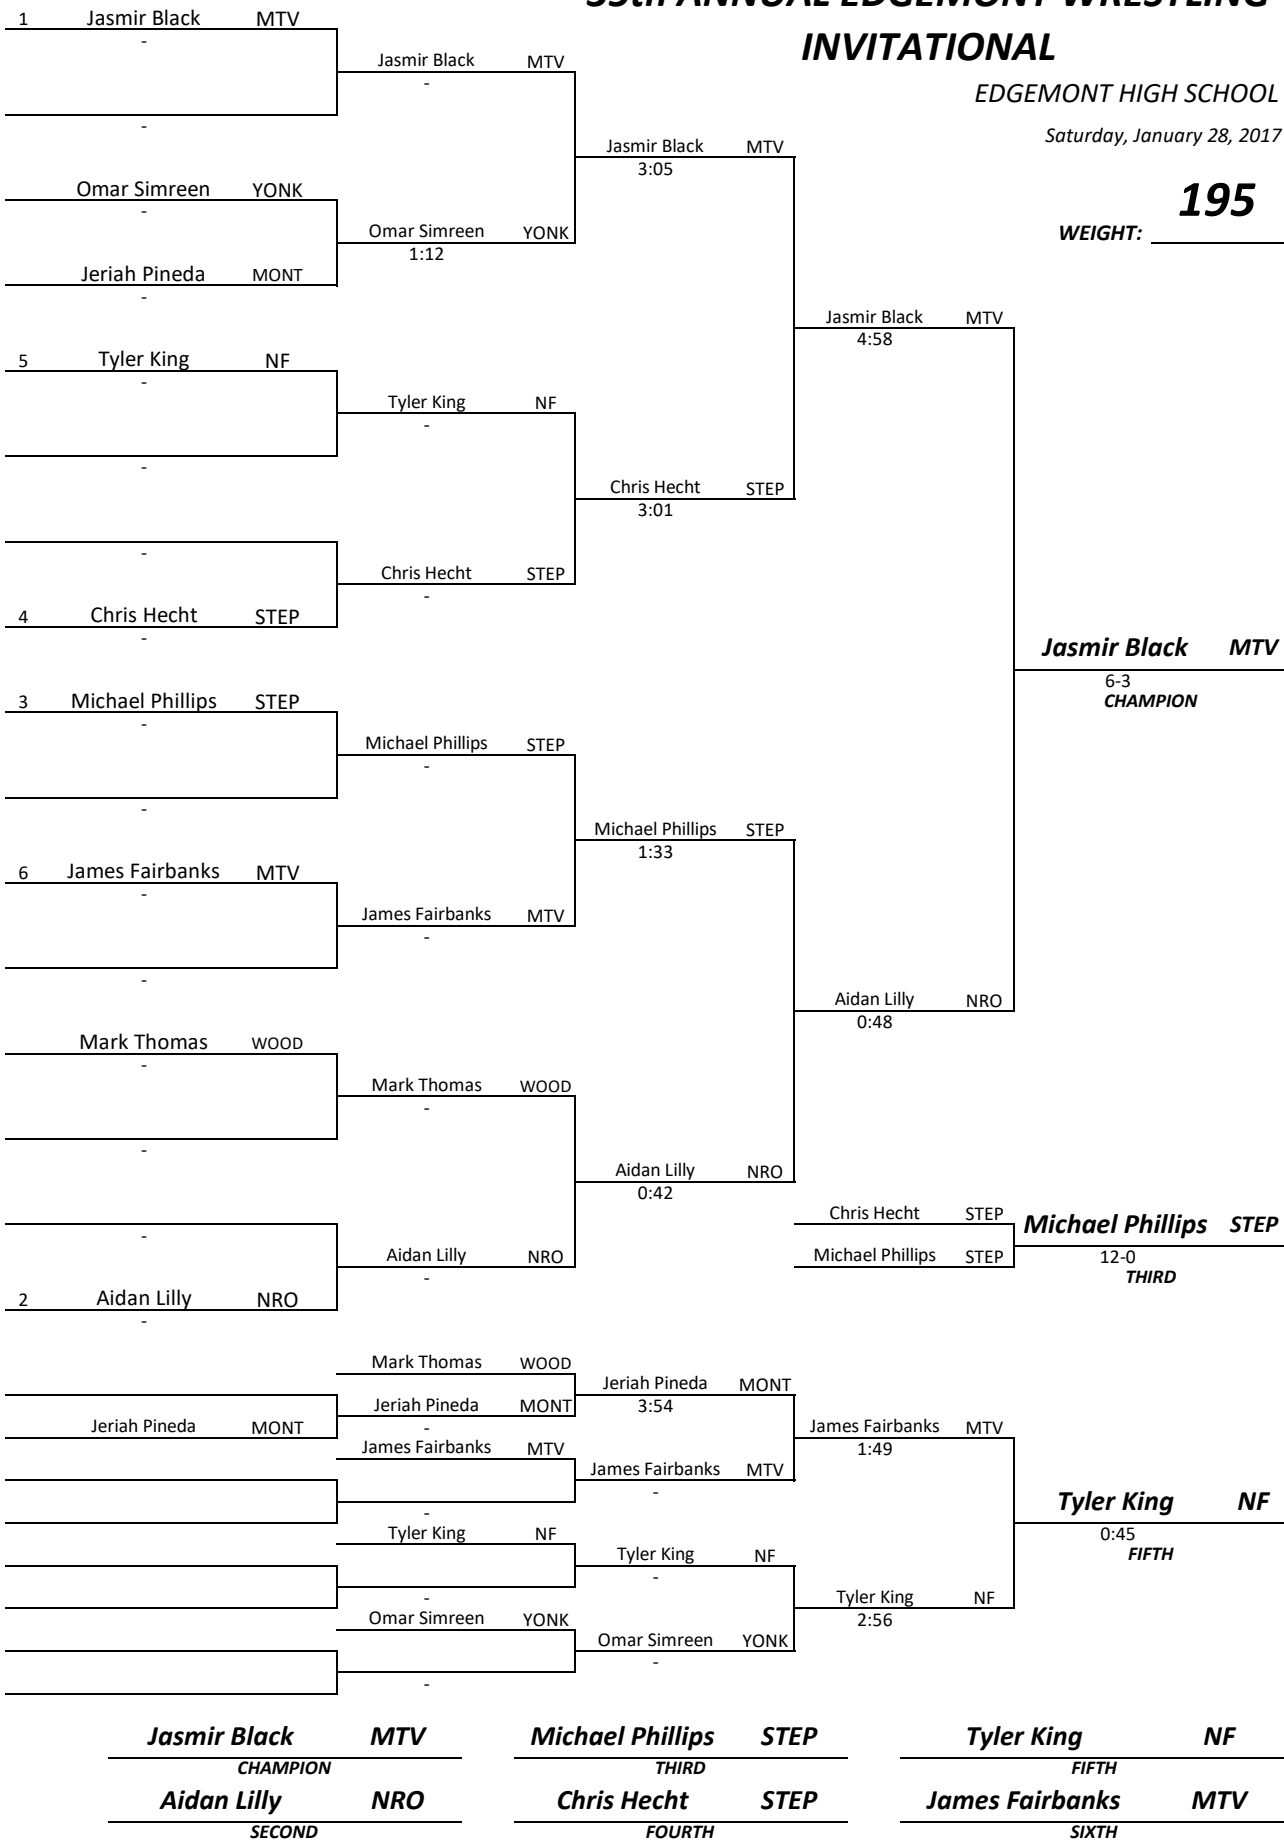 ANNUAL EDGEMONT WRESTLING
INVITATIONAL
EDGEMONT HIGH SCHOOL
Saturday, January 28, 2017
195
WEIGHT:
1 Jasmir Black MTV
-
-
Omar Simreen YONK
-
Jeriah Pineda MONT
-
5 Tyler King NF
-
-
-
4 Chris Hecht STEP
-
3 Michael Phillips STEP
-
-
6 James Fairbanks MTV
-
-
Mark Thomas WOOD
-
-
-
2 Aidan Lilly NRO
-
Jasmir Black MTV
-
Omar Simreen YONK
1:12
Tyler King NF
-
Chris Hecht STEP
-
Michael Phillips STEP
-
James Fairbanks MTV
-
Mark Thomas WOOD
-
Aidan Lilly NRO
-
Jasmir Black MTV
3:05
Chris Hecht STEP
3:01
Michael Phillips STEP
1:33
Aidan Lilly NRO
0:42
Jasmir Black MTV
4:58
Aidan Lilly NRO
0:48
Jasmir Black MTV
6-3
CHAMPION
Chris Hecht STEP
Michael Phillips STEP
Michael Phillips STEP
12-0
THIRD
Jeriah Pineda MONT
Mark Thomas WOOD
Jeriah Pineda MONT
-
James Fairbanks MTV
-
Tyler King NF
-
Omar Simreen YONK
-
Jeriah Pineda MONT
3:54
James Fairbanks MTV
-
Tyler King NF
-
Omar Simreen YONK
-
James Fairbanks MTV
1:49
Tyler King NF
2:56
Tyler King NF
0:45
FIFTH
Jasmir Black MTV Michael Phillips STEP Tyler King NF
CHAMPION THIRD FIFTH
Aidan Lilly NRO Chris Hecht STEP James Fairbanks MTV
SECOND FOURTH SIXTH